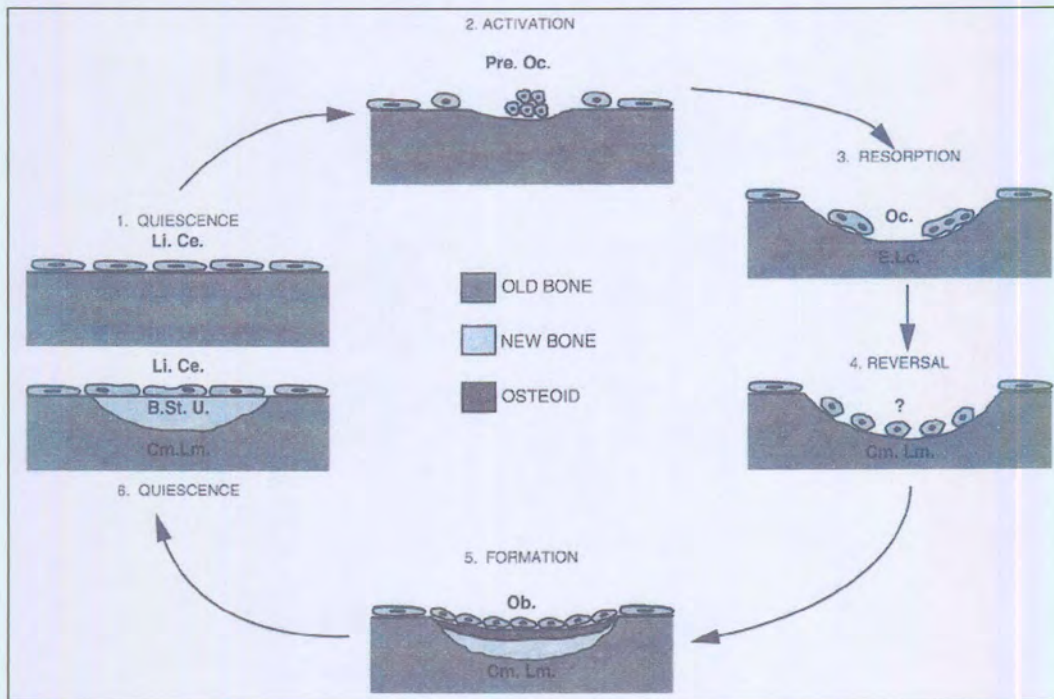 2. ACTIVATION
Pre. Oc.
3. RESORPTION
Oc.
E.Lc.
4. REVERSAL
?
Cm. Lm.
5. FORMATION
Ob.
Cm. Lm.
1. QUIESCENCE
Li. Ce.
Li. Ce.
B.St. U.
Cm.Lm.
6. QUIESCENCE
OLD BONE
NEW BONE
OSTEOID